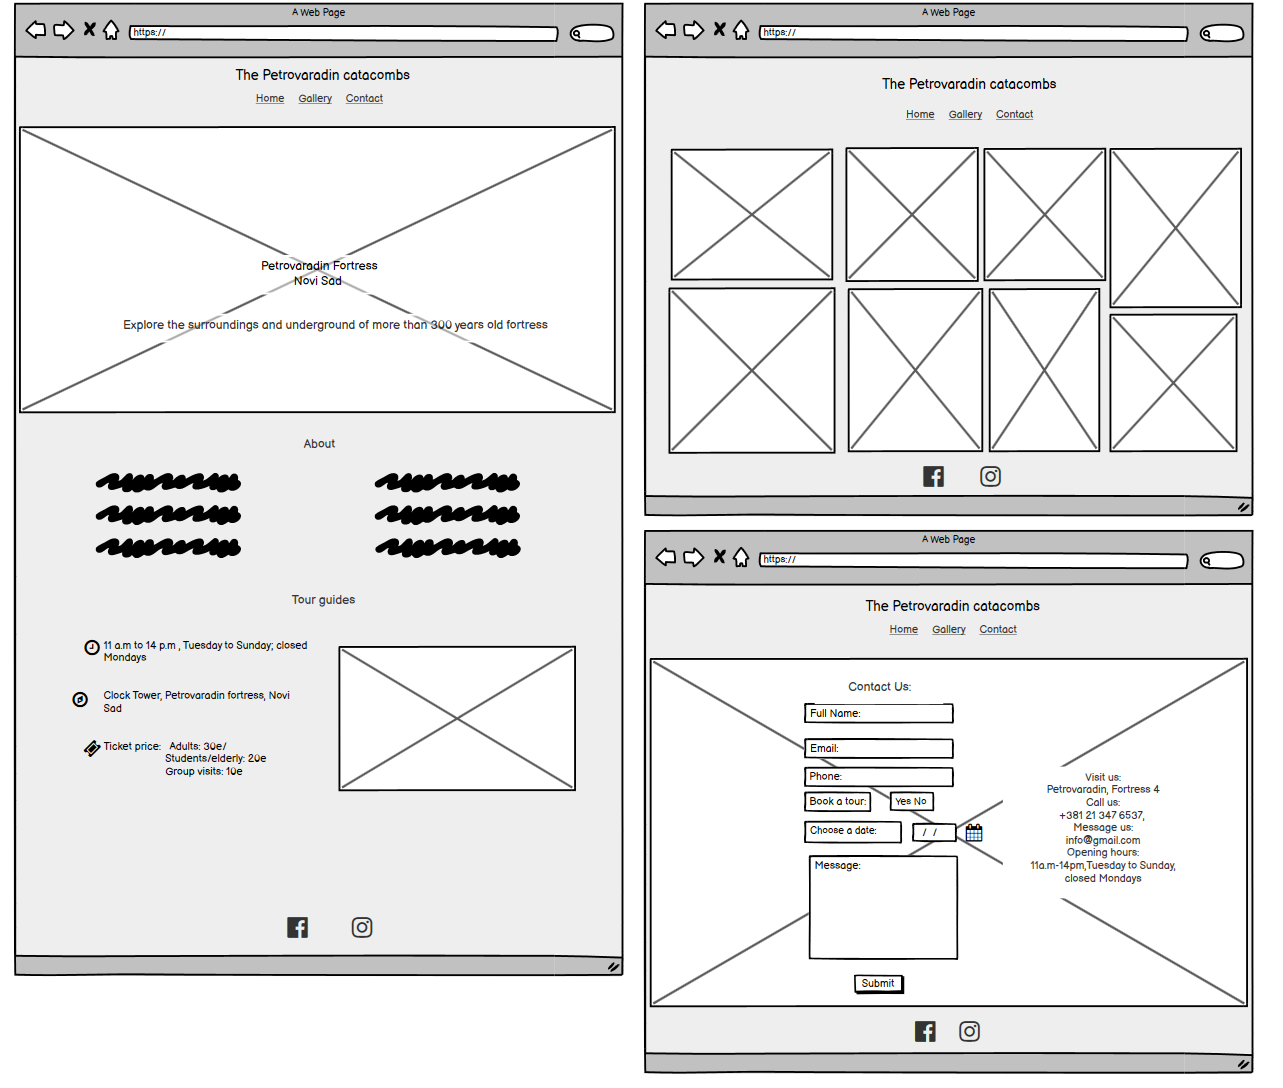 A Web Page
https://
The Petrovaradin catacombs
Home Gallery Contact
Petrovaradin Fortress
Novi Sad
Explore the surroundings and underground of more than 300 years old fortress
About
Tour guides
11 a.m to 14 p.m , Tuesday to Sunday; closed
Mondays
Clock Tower, Petrovaradin fortress, Novi
Sad
Ticket price: Adults: 30e/
Students/elderly: 20e
Group visits: 10e
A Web Page
https://
The Petrovaradin catacombs
Home Gallery Contact
A Web Page
https://
The Petrovaradin catacombs
Home Gallery Contact
Contact Us:
Full Name:
Email:
Phone:
Book a tour: Yes No
Choose a date: / /
Message:
Submit
Visit us:
Petrovaradin, Fortress 4
Call us:
+381 21 347 6537,
Message us:
info@gmail.com
Opening hours:
11a.m-14pm,Tuesday to Sunday,
closed Mondays